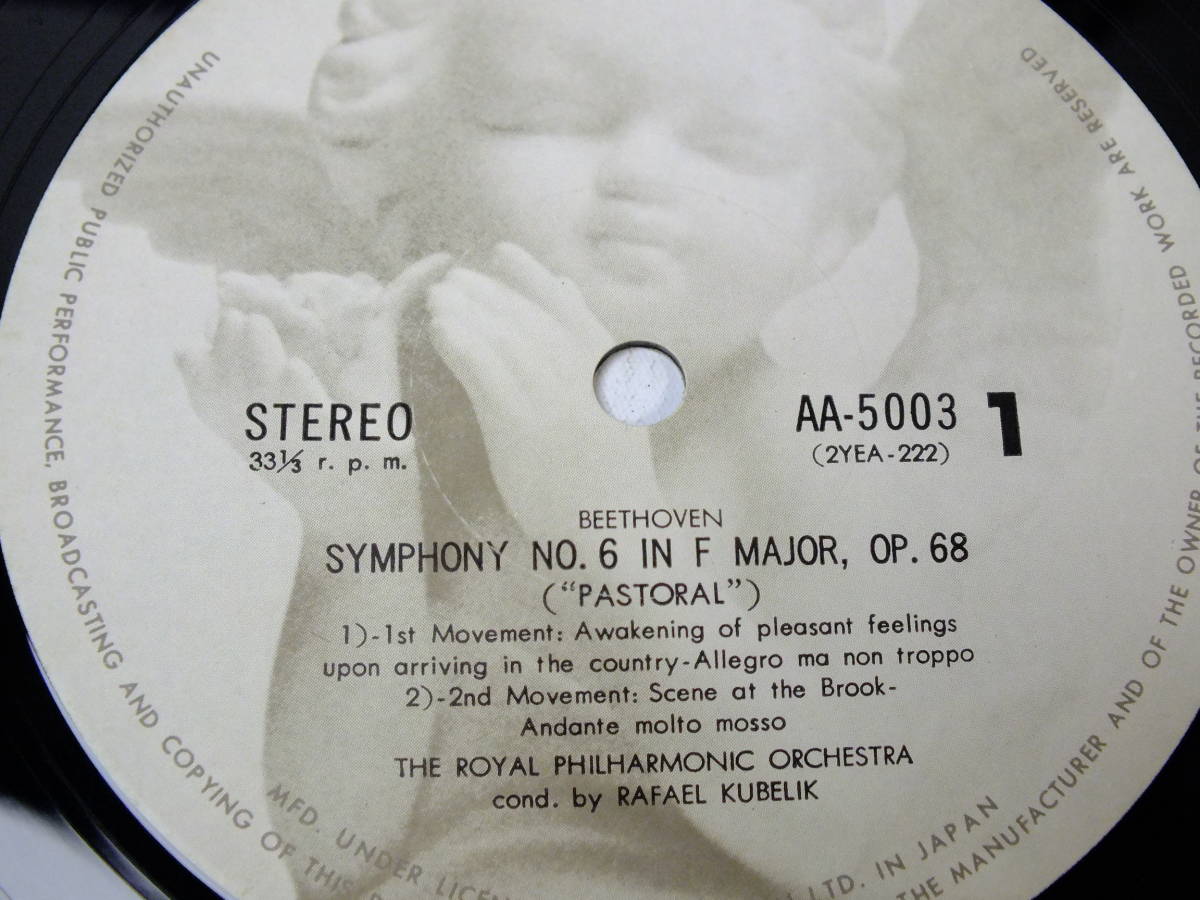 STEREO
33⅓ r. p. m.
AA-5003 1
(2YEA-222)
BEETHOVEN
SYMPHONY NO. 6 IN F MAJOR, OP. 68
("PASTORAL")
1)-1st Movement: Awakening of pleasant feelings
upon arriving in the country-Allegro ma non troppo
2)-2nd Movement: Scene at the Brook-
Andante molto mosso
THE ROYAL PHILHARMONIC ORCHESTRA
cond. by RAFAEL KUBELIK
UNAUTHORIZED PUBLIC PERFORMANCE, BROADCASTING AND COPYING OF THIS
THE MANUFACTURER AND OF THE OWNER OF THE RECORDED WORK ARE RESERVED
MFD. UNDER
LTD. IN JAPAN